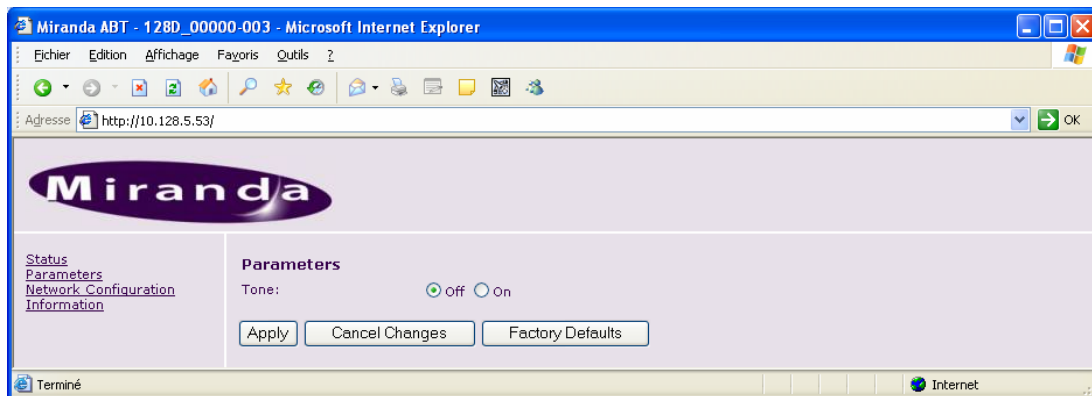 Miranda ABT - 128D_00000-003 - Microsoft Internet Explorer
Fichier Edition Affichage Favoris Outils ?
Adresse http://10.128.5.53/ OK
Miranda
Status
Parameters
Network Configuration
Information
Parameters
Tone: Off On
Apply Cancel Changes Factory Defaults
Terminé Internet